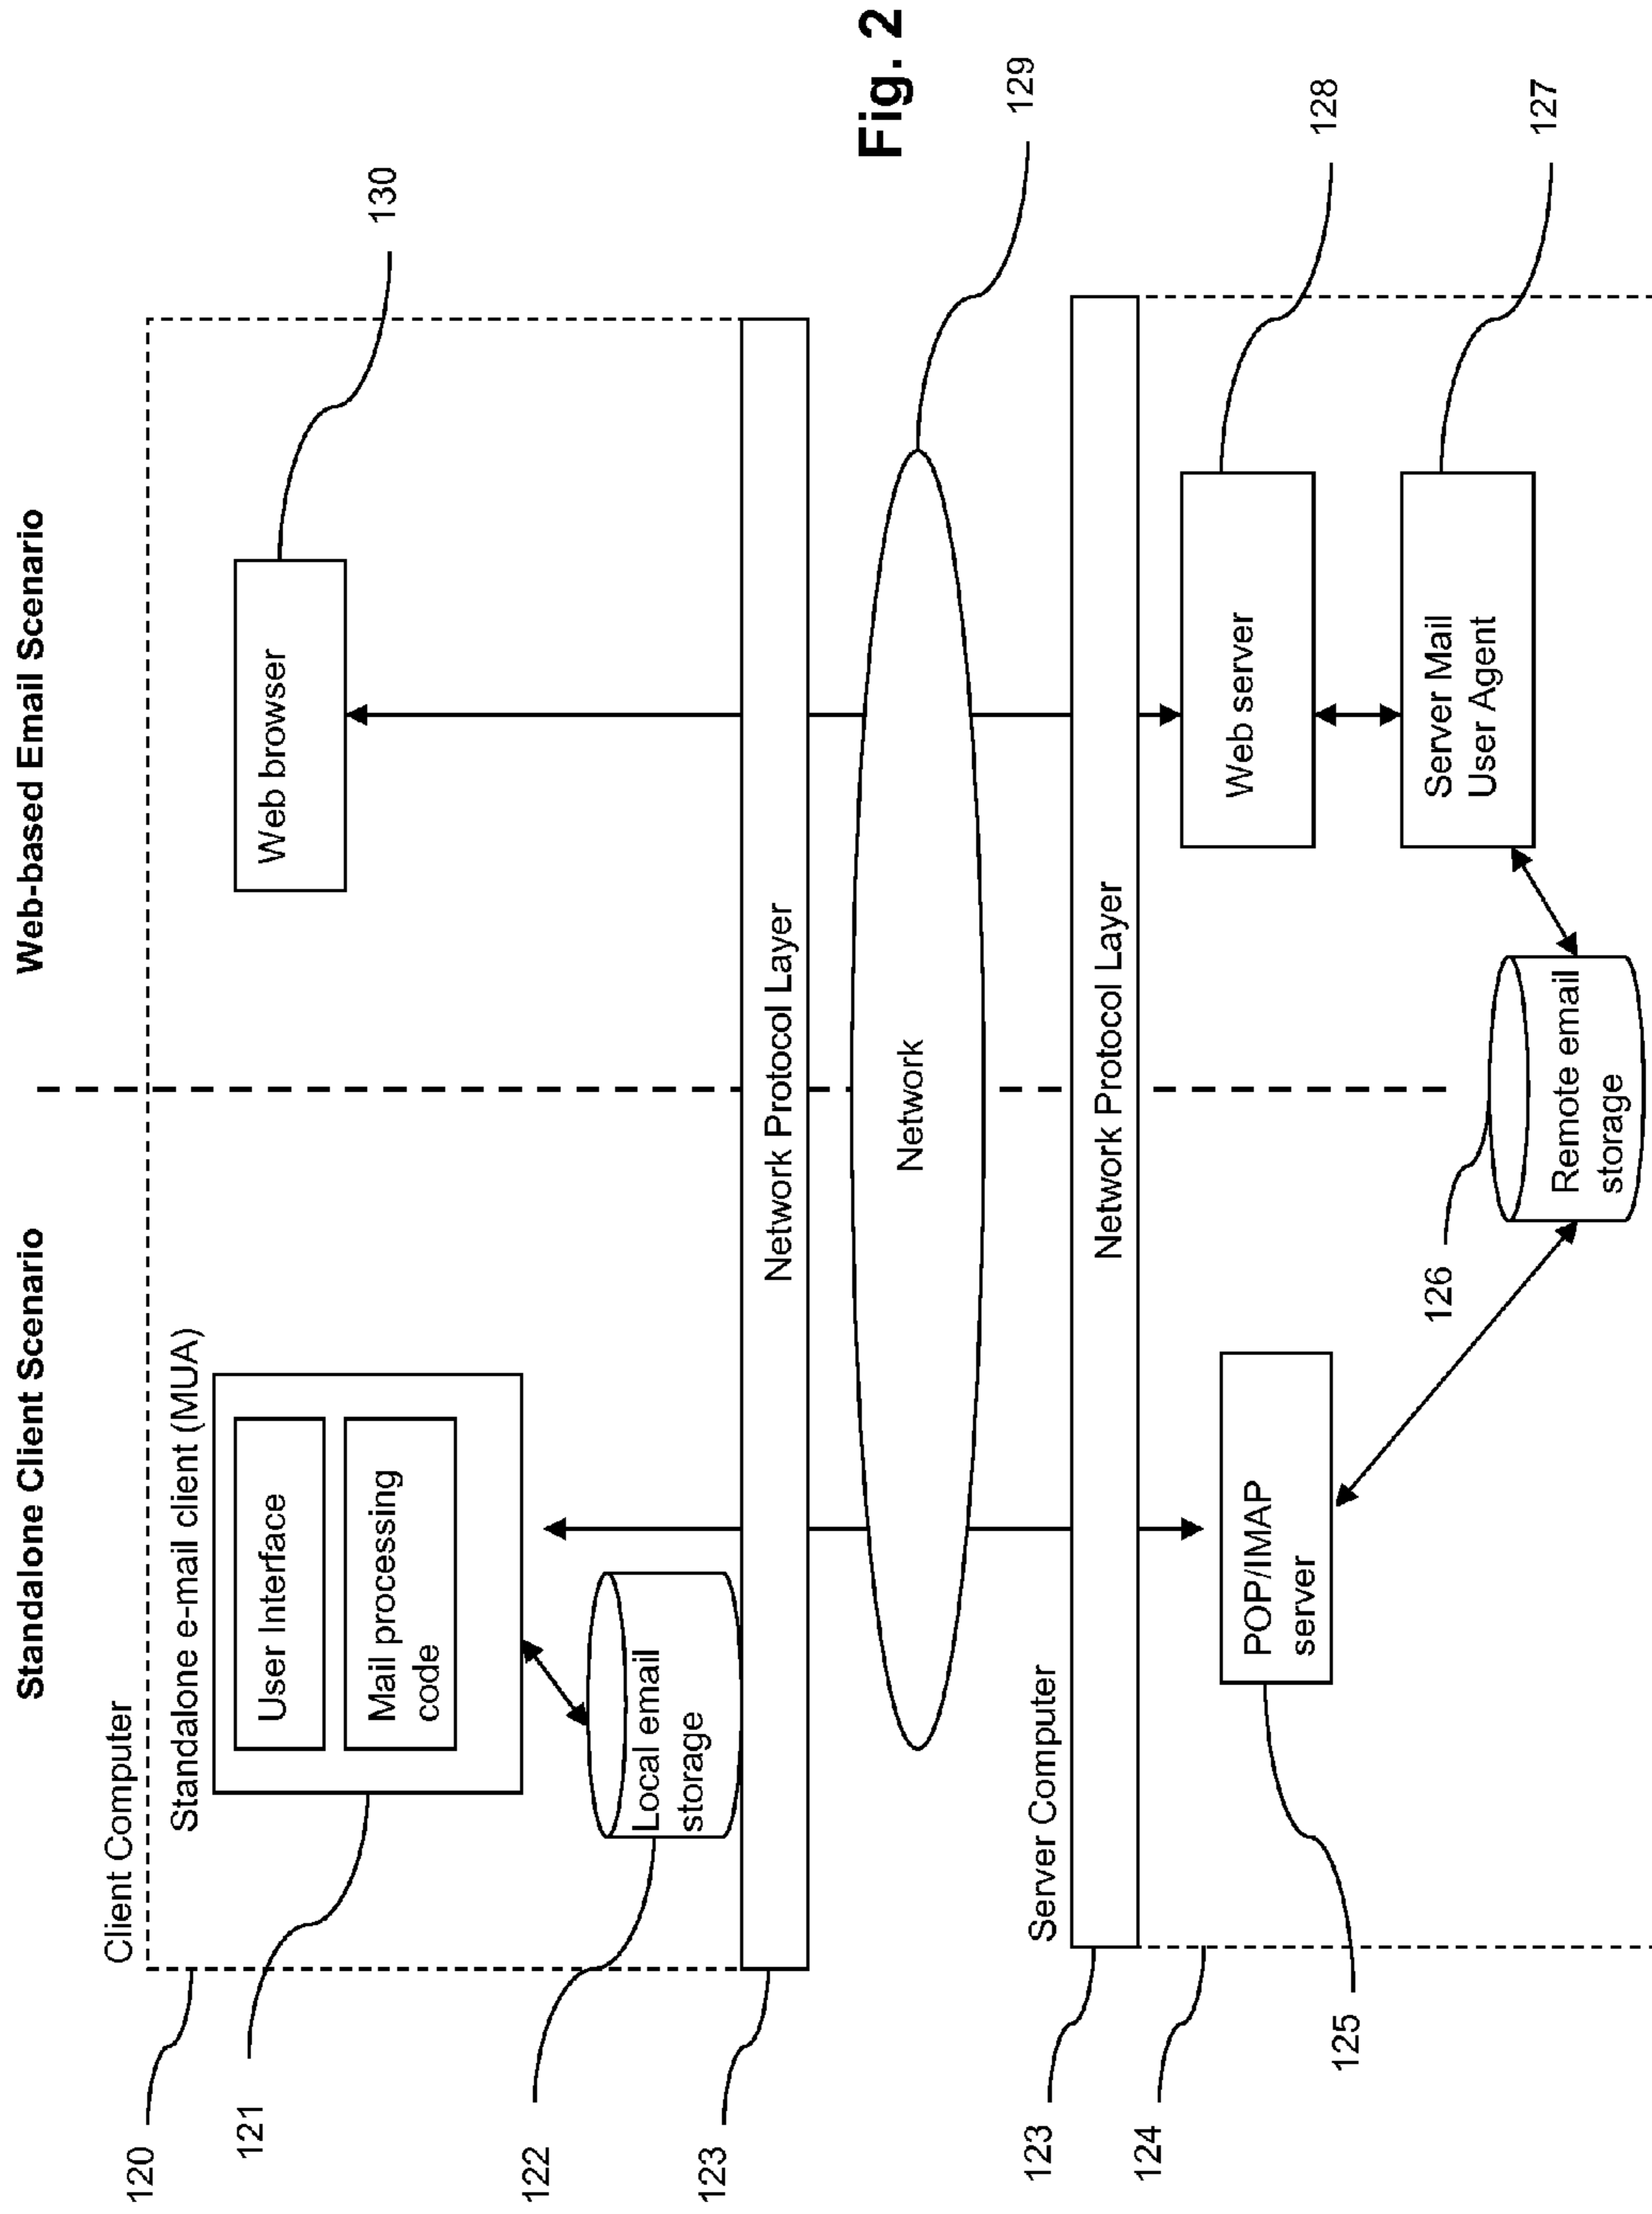 Standalone Client Scenario
Web-based Email Scenario
Client Computer
120
Standalone e-mail client (MUA)
121
User Interface
Mail processing
code
Web browser
130
122
Local email
storage
123
Network Protocol Layer
Fig. 2
Network
129
Server Computer
123
Network Protocol Layer
124
125
POP/IMAP
server
Web server
128
126
Server Mail
User Agent
127
Remote email
storage